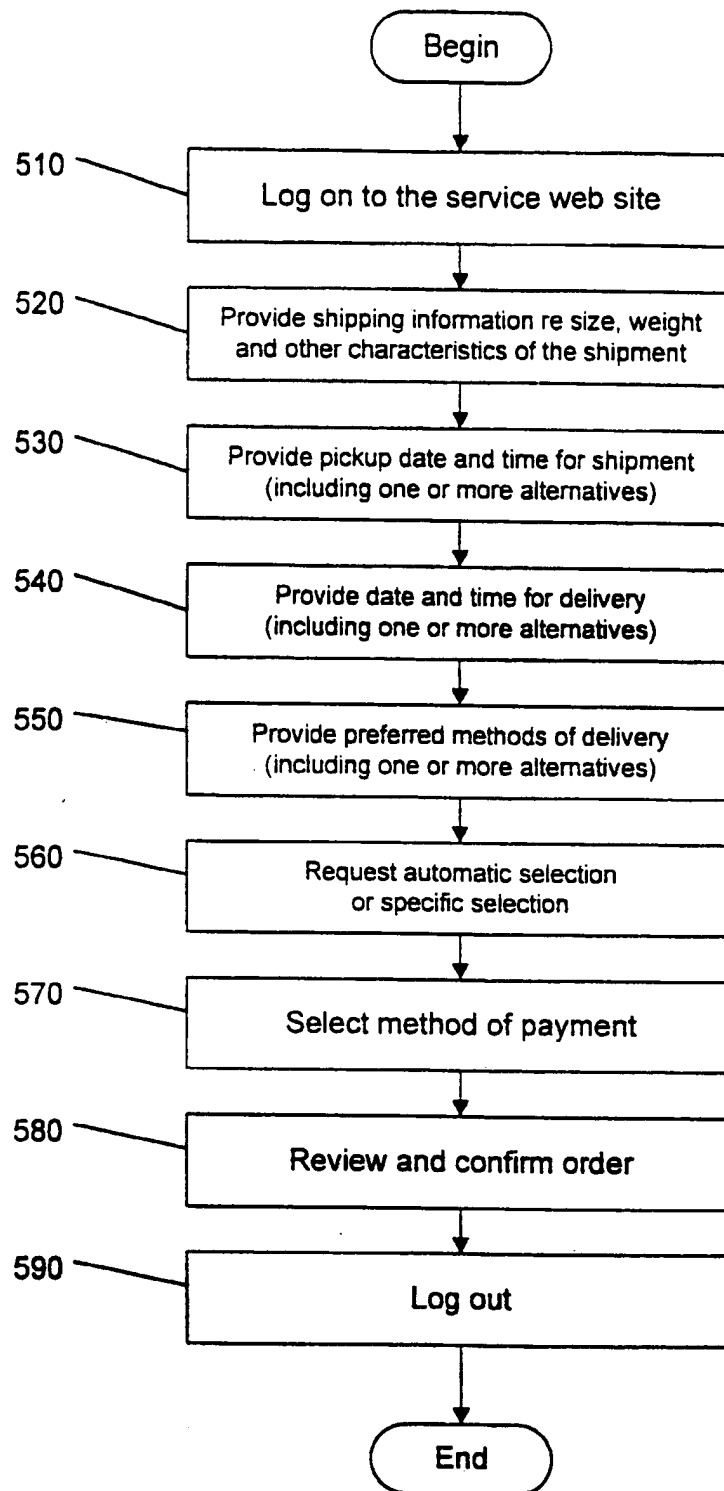 Begin
510
Log on to the service web site
520
Provide shipping information re size, weight
and other characteristics of the shipment
530
Provide pickup date and time for shipment
(including one or more alternatives)
540
Provide date and time for delivery
(including one or more alternatives)
550
Provide preferred methods of delivery
(including one or more alternatives)
560
Request automatic selection
or specific selection
570
Select method of payment
580
Review and confirm order
590
Log out
End